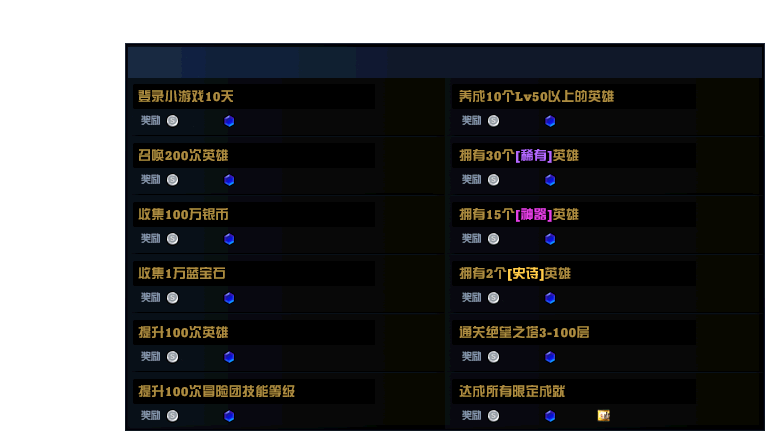 登录小游戏10天
奖励
召唤200次英雄
奖励
收集100万银币
奖励
收集1万蓝宝石
奖励
提升100次英雄
奖励
提升100次冒险团技能等级
奖励
养成10个Lv50以上的英雄
奖励
拥有30个[稀有]英雄
奖励
拥有15个[神器]英雄
奖励
拥有2个[史诗]英雄
奖励
通关绝望之塔3-100层
奖励
达成所有限定成就
奖励